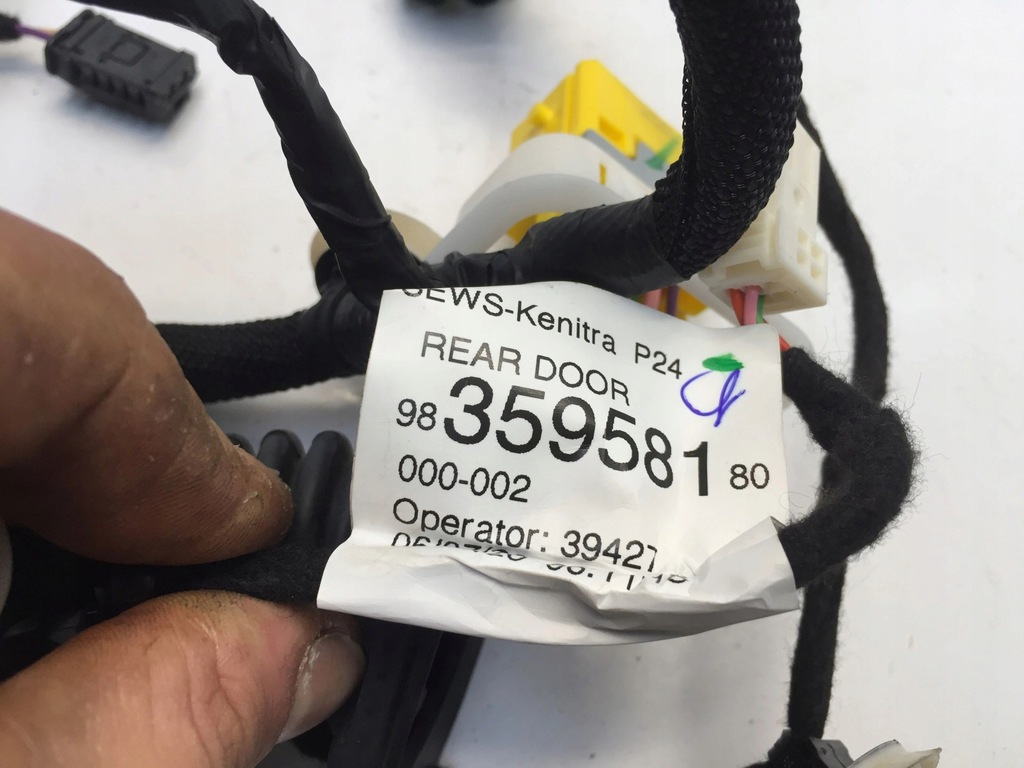 SEWS-Kenitra P24
REAR DOOR
98 359581 80
000-002
Operator: 39427